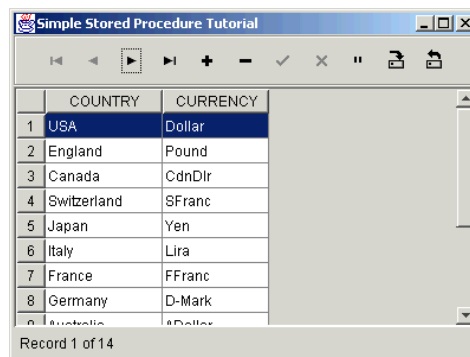 Simple Stored Procedure Tutorial
COUNTRY CURRENCY
1 USA Dollar
2 England Pound
3 Canada CdnDlr
4 Switzerland SFranc
5 Japan Yen
6 Italy Lira
7 France FFranc
8 Germany D-Mark
Record 1 of 14